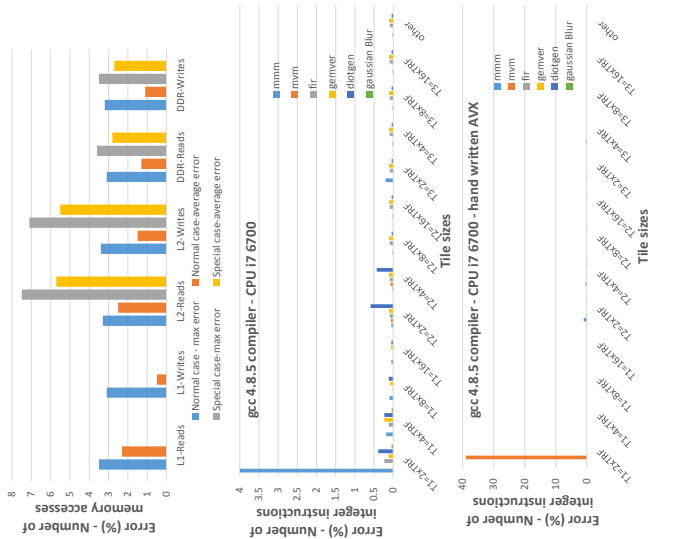 Error (%) - Number of
memory accesses
8
7
6
5
4
3
2
1
0
L1-Reads
L1-Writes
L2-Reads
L2-Writes
DDR-Reads
DDR-Writes
Normal case - max error
Normal case-average error
Special case-max error
Special case-average error
gcc 4.8.5 compiler - CPU i7 6700
Error (%) - Number of
integer instructions
4
3.5
3
2.5
2
1.5
1
0.5
0
mmm
mvm
fir
gemver
diotgen
gaussian Blur
T1=2xTRF
T1=4xTRF
T1=8xTRF
T1=16xTRF
T2=2xTRF
T2=4xTRF
T2=8xTRF
T2=16xTRF
T3=2xTRF
T3=4xTRF
T3=8xTRF
T3=16xTRF
other
Tile sizes
gcc 4.8.5 compiler - CPU i7 6700 - hand written AVX
Error (%) - Number of
integer instructions
40
30
20
10
0
mmm
mvm
fir
gemver
diotgen
gaussian Blur
T1=2xTRF
T1=4xTRF
T1=8xTRF
T1=16xTRF
T2=2xTRF
T2=4xTRF
T2=8xTRF
T2=16xTRF
T3=2xTRF
T3=4xTRF
T3=8xTRF
T3=16xTRF
other
Tile sizes